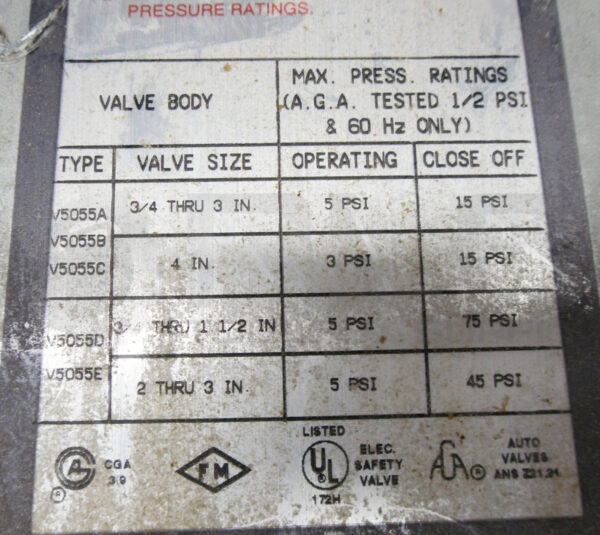 PRESSURE RATINGS.
VALVE BODY
MAX. PRESS. RATINGS
(A.G.A. TESTED 1/2 PSI
& 60 Hz ONLY)
TYPE VALVE SIZE OPERATING CLOSE OFF
V5055A
V5055B
V5055C
3/4 THRU 3 IN. 5 PSI 15 PSI
4 IN. 3 PSI 15 PSI
V5055D
V5055E
3/4 THRU 1 1/2 IN 5 PSI 75 PSI
2 THRU 3 IN. 5 PSI 45 PSI
CGA
3.9
®
FM
LISTED
UL
®
172H
ELEC.
SAFETY
VALVE
AGA
®
AUTO
VALVES
ANS Z21.21